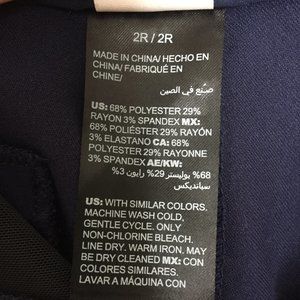 2R / 2R
MADE IN CHINA/ HECHO EN
CHINA/ FABRIQUÉ EN
CHINE/
صنع في الصين
US: 68% POLYESTER 29%
RAYON 3% SPANDEX MX:
68% POLIÉSTER 29% RAYÓN
3% ELASTANO CA: 68%
POLYESTER 29% RAYONNE
3% SPANDEX AE/KW:
68% بوليستر 29% رايون 3%
سبانديكس
US: WITH SIMILAR COLORS.
MACHINE WASH COLD,
GENTLE CYCLE. ONLY
NON-CHLORINE BLEACH.
LINE DRY. WARM IRON. MAY
BE DRY CLEANED MX: CON
COLORES SIMILARES.
LAVAR A MÁQUINA CON